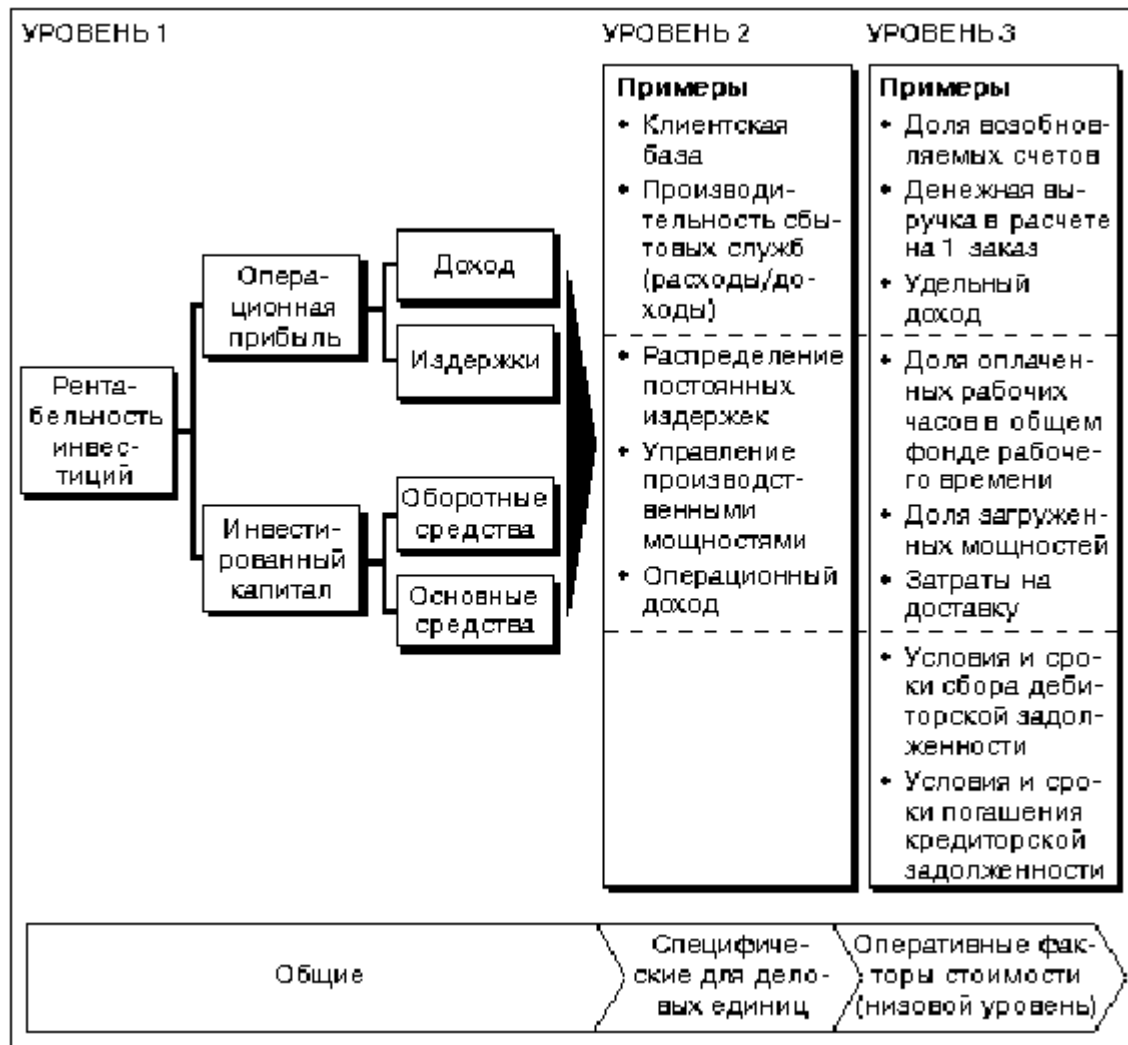 УРОВЕНЬ 1
УРОВЕНЬ 2
УРОВЕНЬ 3
Рента-
бельность
инвес-
тиций
Опера-
ционная
прибыль
Инвести-
рованный
капитал
Доход
Издержки
Оборотные
средства
Основные
средства
Примеры
• Клиентская
база
• Производи-
тельность сбы-
товых служб
(расходы/до-
ходы)
• Распределение
постоянных
издержек
• Управление
производст-
венными
мощностями
• Операционный
доход
Примеры
• Доля возобнов-
ляемых счетов
• Денежная вы-
ручка в расчете
на 1 заказ
• Удельный
доход
• Доля оплачен-
ных рабочих
часов в общем
фонде рабоче-
го времени
• Доля загружен-
ных мощностей
• Затраты на
доставку
• Условия и сро-
ки сбора деби-
торской задол-
женности
• Условия и сро-
ки погашения
кредиторской
задолженности
Общие
Специфиче-
ские для дело-
вых единиц
Оперативные фак-
торы стоимости
(низовой уровень)